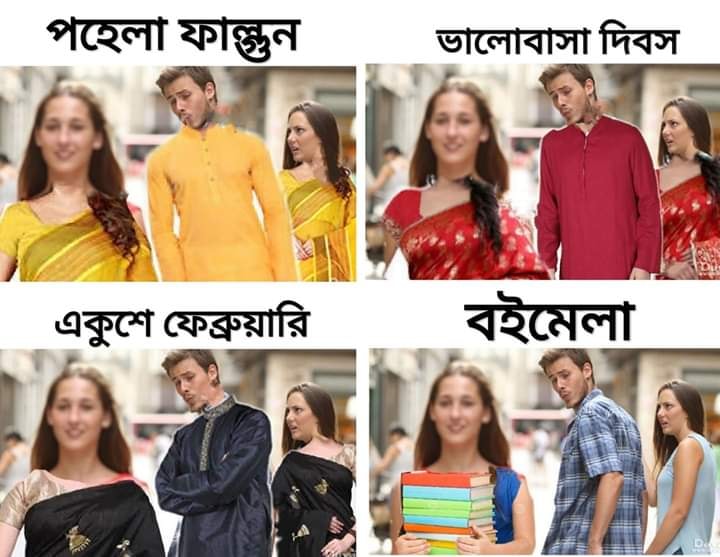 পহেলা ফাল্গুন
ভালোবাসা দিবস
একুশে ফেব্রুয়ারি
বইমেলা